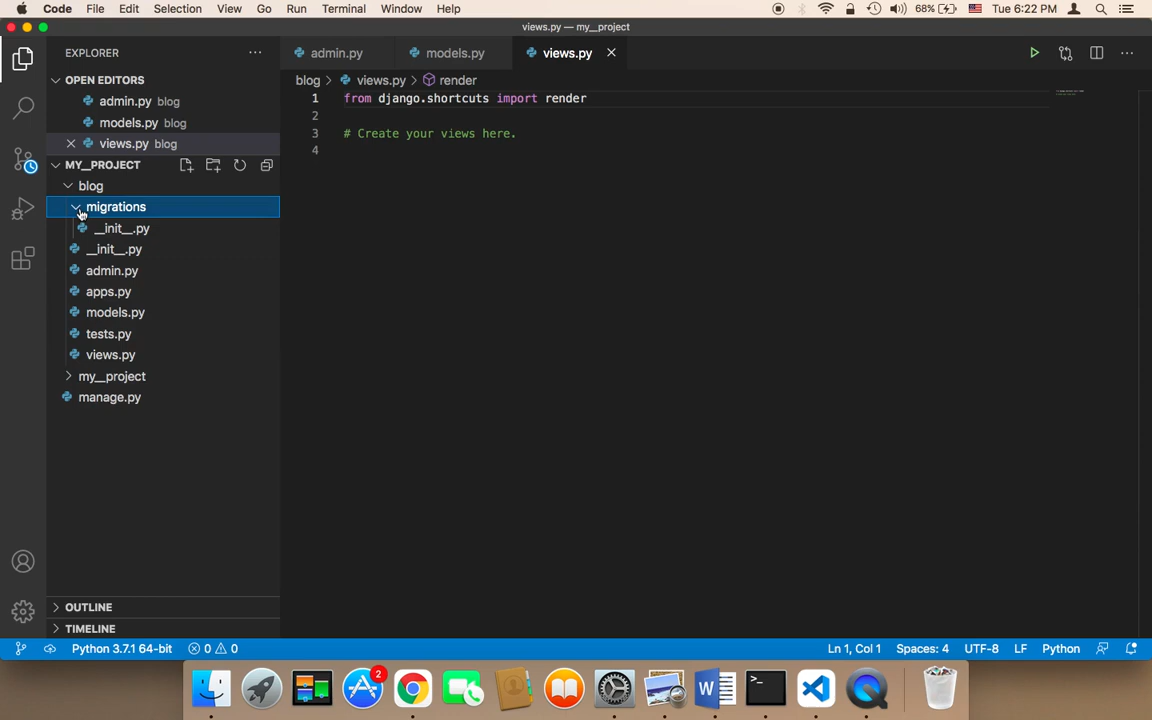 Code File Edit Selection View Go Run Terminal Window Help 68% Tue 6:22 PM
views.py — my__project
EXPLORER
admin.py models.py views.py
OPEN EDITORS
blog > views.py > render
admin.py blog
models.py blog
views.py blog
MY__PROJECT
blog
migrations
__init__.py
__init__.py
admin.py
apps.py
models.py
tests.py
views.py
my__project
manage.py
OUTLINE
TIMELINE
1 from django.shortcuts import render
2
3 # Create your views here.
4
Python 3.7.1 64-bit 0 0 Ln 1, Col 1 Spaces: 4 UTF-8 LF Python
2